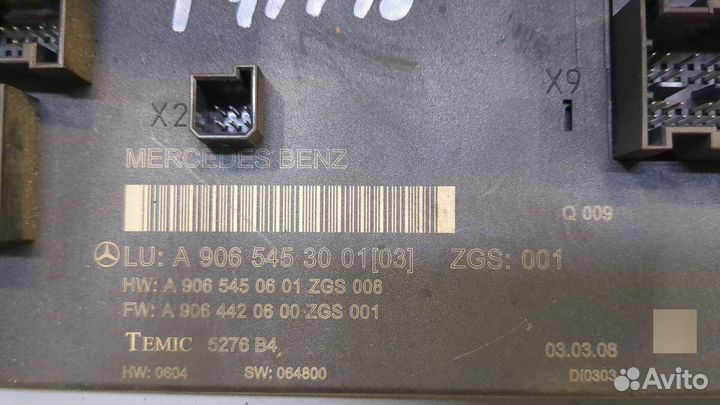 X2
X9
MERCEDES BENZ
Q 009
LU: A 906 545 30 01[03] ZGS: 001
HW: A 906 545 06 01 ZGS 008
FW: A 906 442 06 00 ZGS 001
TEMIC 5276 B4
03.03.08
HW: 0604 SW: 064800
DI0303
Avito